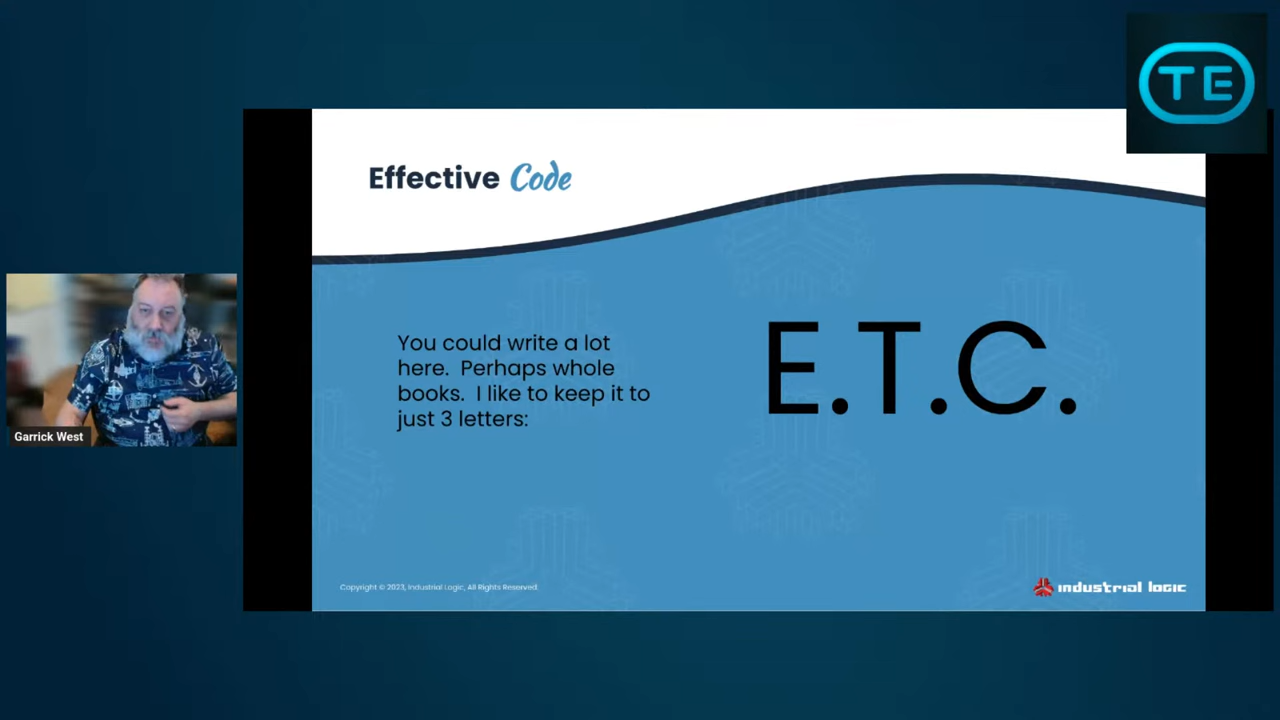 TE
Effective Code
You could write a lot
here. Perhaps whole
books. I like to keep it to
just 3 letters:
E.T.C.
Garrick West
Copyright © 2023, Industrial Logic, All Rights Reserved.
industrial logic